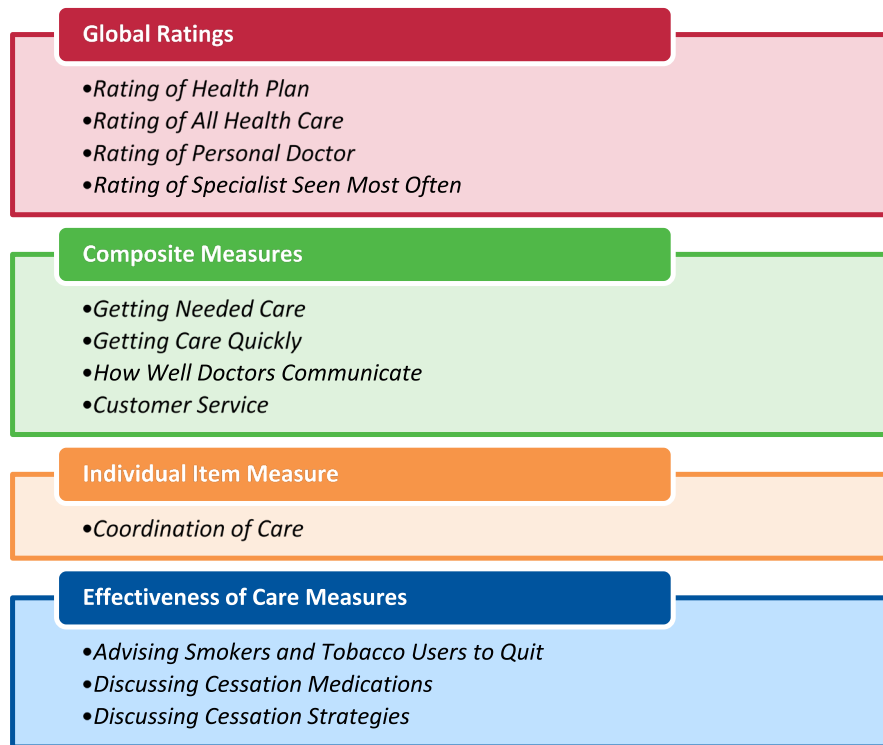 Global Ratings
•Rating of Health Plan
•Rating of All Health Care
•Rating of Personal Doctor
•Rating of Specialist Seen Most Often
Composite Measures
•Getting Needed Care
•Getting Care Quickly
•How Well Doctors Communicate
•Customer Service
Individual Item Measure
•Coordination of Care
Effectiveness of Care Measures
•Advising Smokers and Tobacco Users to Quit
•Discussing Cessation Medications
•Discussing Cessation Strategies